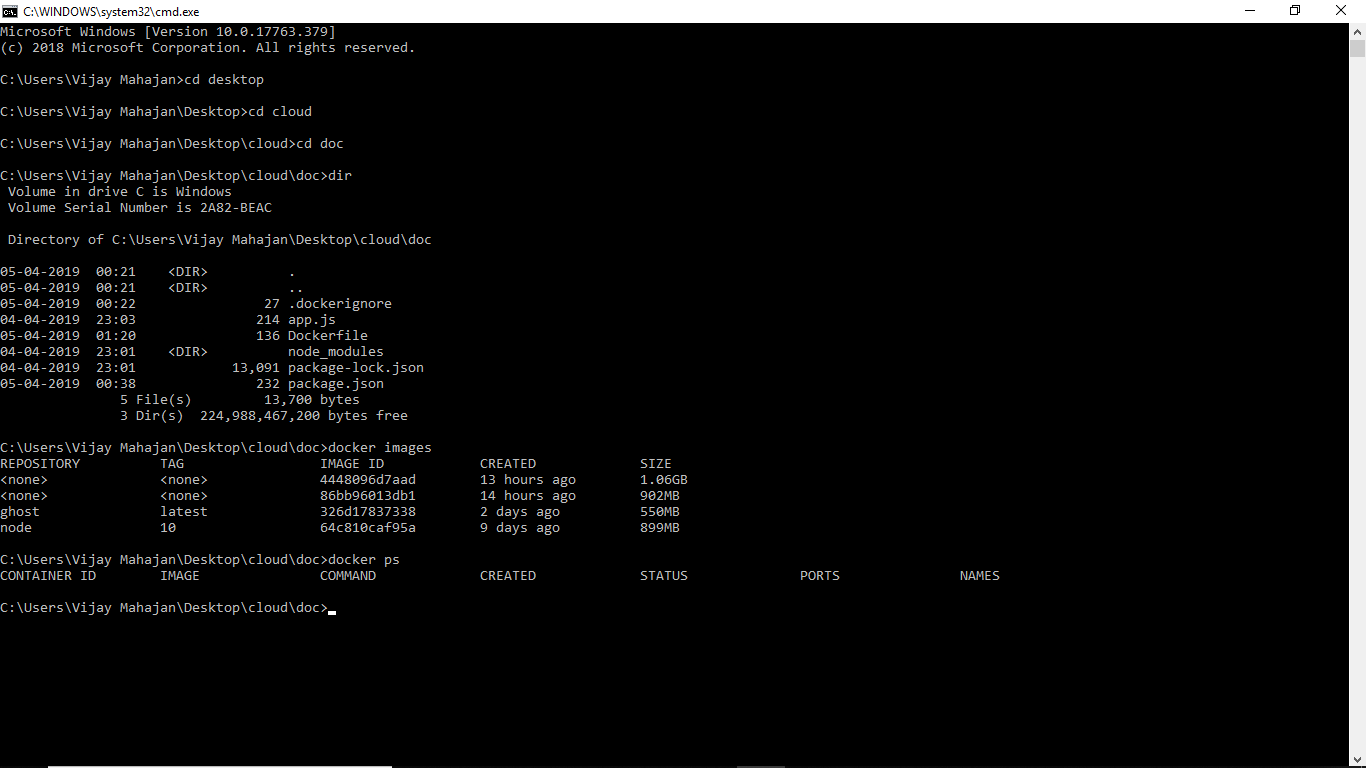 C:\WINDOWS\system32\cmd.exe
Microsoft Windows [Version 10.0.17763.379]
(c) 2018 Microsoft Corporation. All rights reserved.
C:\Users\Vijay Mahajan>cd desktop
C:\Users\Vijay Mahajan\Desktop>cd cloud
C:\Users\Vijay Mahajan\Desktop\cloud>cd doc
C:\Users\Vijay Mahajan\Desktop\cloud\doc>dir
 Volume in drive C is Windows
 Volume Serial Number is 2A82-BEAC
 Directory of C:\Users\Vijay Mahajan\Desktop\cloud\doc
05-04-2019  00:21    <DIR>          .
05-04-2019  00:21    <DIR>          ..
05-04-2019  00:22                27 .dockerignore
04-04-2019  23:03               214 app.js
05-04-2019  01:20               136 Dockerfile
04-04-2019  23:01    <DIR>          node_modules
04-04-2019  23:01            13,091 package-lock.json
05-04-2019  00:38               232 package.json
               5 File(s)         13,700 bytes
               3 Dir(s)  224,988,467,200 bytes free
C:\Users\Vijay Mahajan\Desktop\cloud\doc>docker images
REPOSITORY          TAG                 IMAGE ID            CREATED             SIZE
<none>              <none>              4448096d7aad        13 hours ago        1.06GB
<none>              <none>              86bb96013db1        14 hours ago        902MB
ghost               latest              326d17837338        2 days ago          550MB
node                10                  64c810caf95a        9 days ago          899MB
C:\Users\Vijay Mahajan\Desktop\cloud\doc>docker ps
CONTAINER ID        IMAGE               COMMAND             CREATED             STATUS              PORTS               NAMES
C:\Users\Vijay Mahajan\Desktop\cloud\doc>